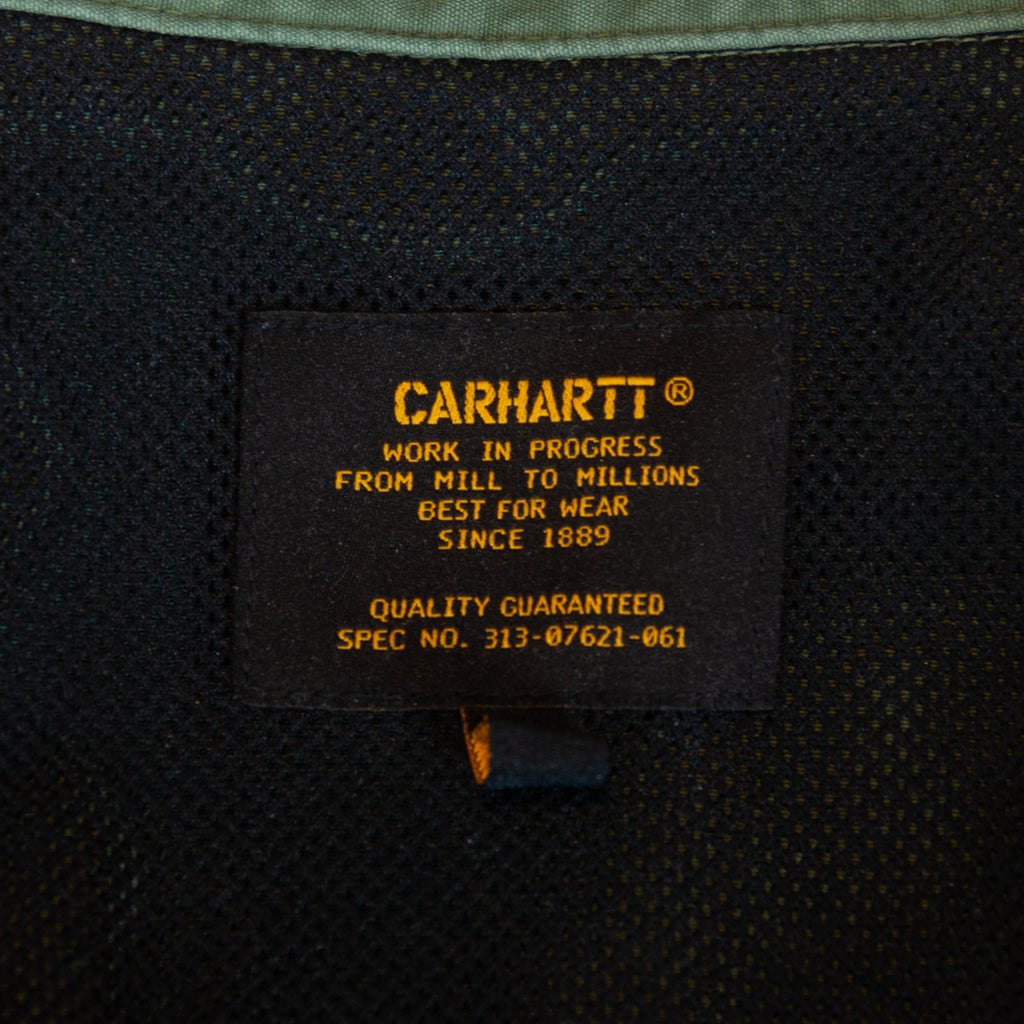 CARHARTT®
WORK IN PROGRESS
FROM MILL TO MILLIONS
BEST FOR WEAR
SINCE 1889
QUALITY GUARANTEED
SPEC NO. 313-07621-061